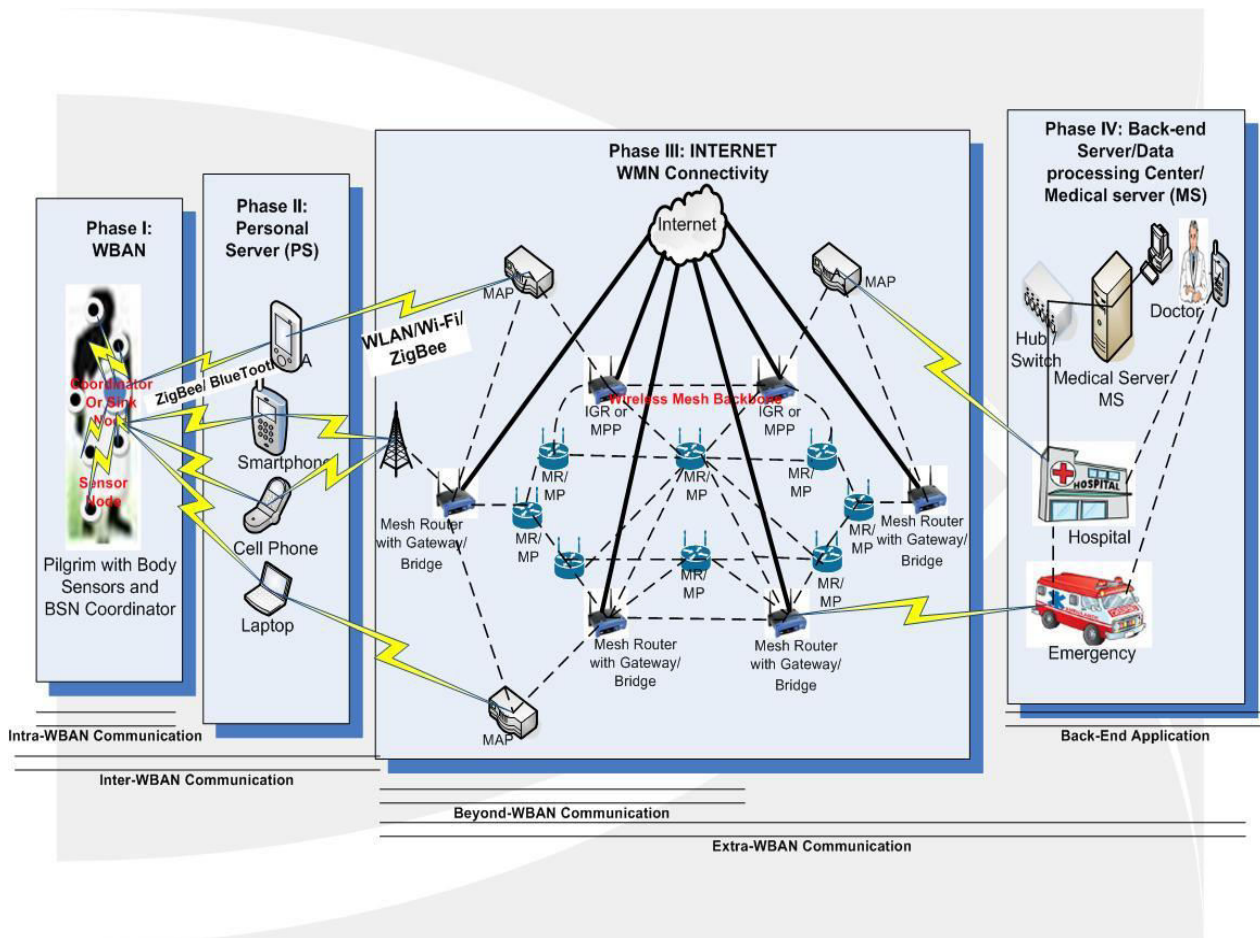 Phase I:
WBAN
Coordinator
Or Sink
Node
Sensor
Node
Pilgrim with Body
Sensors and
BSN Coordinator
Phase II:
Personal
Server (PS)
ZigBee/ BlueTooth
A
Smartphone
Cell Phone
Laptop
Phase III: INTERNET
WMN Connectivity
Internet
MAP
MAP
WLAN/Wi-Fi/
ZigBee
IGR or
MPP
Wireless Mesh Backbone
IGR or
MPP
MR/
MP
MR/
MP
MR/
MP
MR/
MP
MR/
MP
MR/
MP
MR/
MP
Mesh Router
with Gateway/
Bridge
Mesh Router
with Gateway/
Bridge
Mesh Router
with Gateway/
Bridge
Mesh Router
with Gateway/
Bridge
MAP
Phase IV: Back-end
Server/Data
processing Center/
Medical server (MS)
Doctor
Hub /
Switch
Medical Server
MS
HOSPITAL
Hospital
Emergency
Intra-WBAN Communication
Back-End Application
Inter-WBAN Communication
Beyond-WBAN Communication
Extra-WBAN Communication